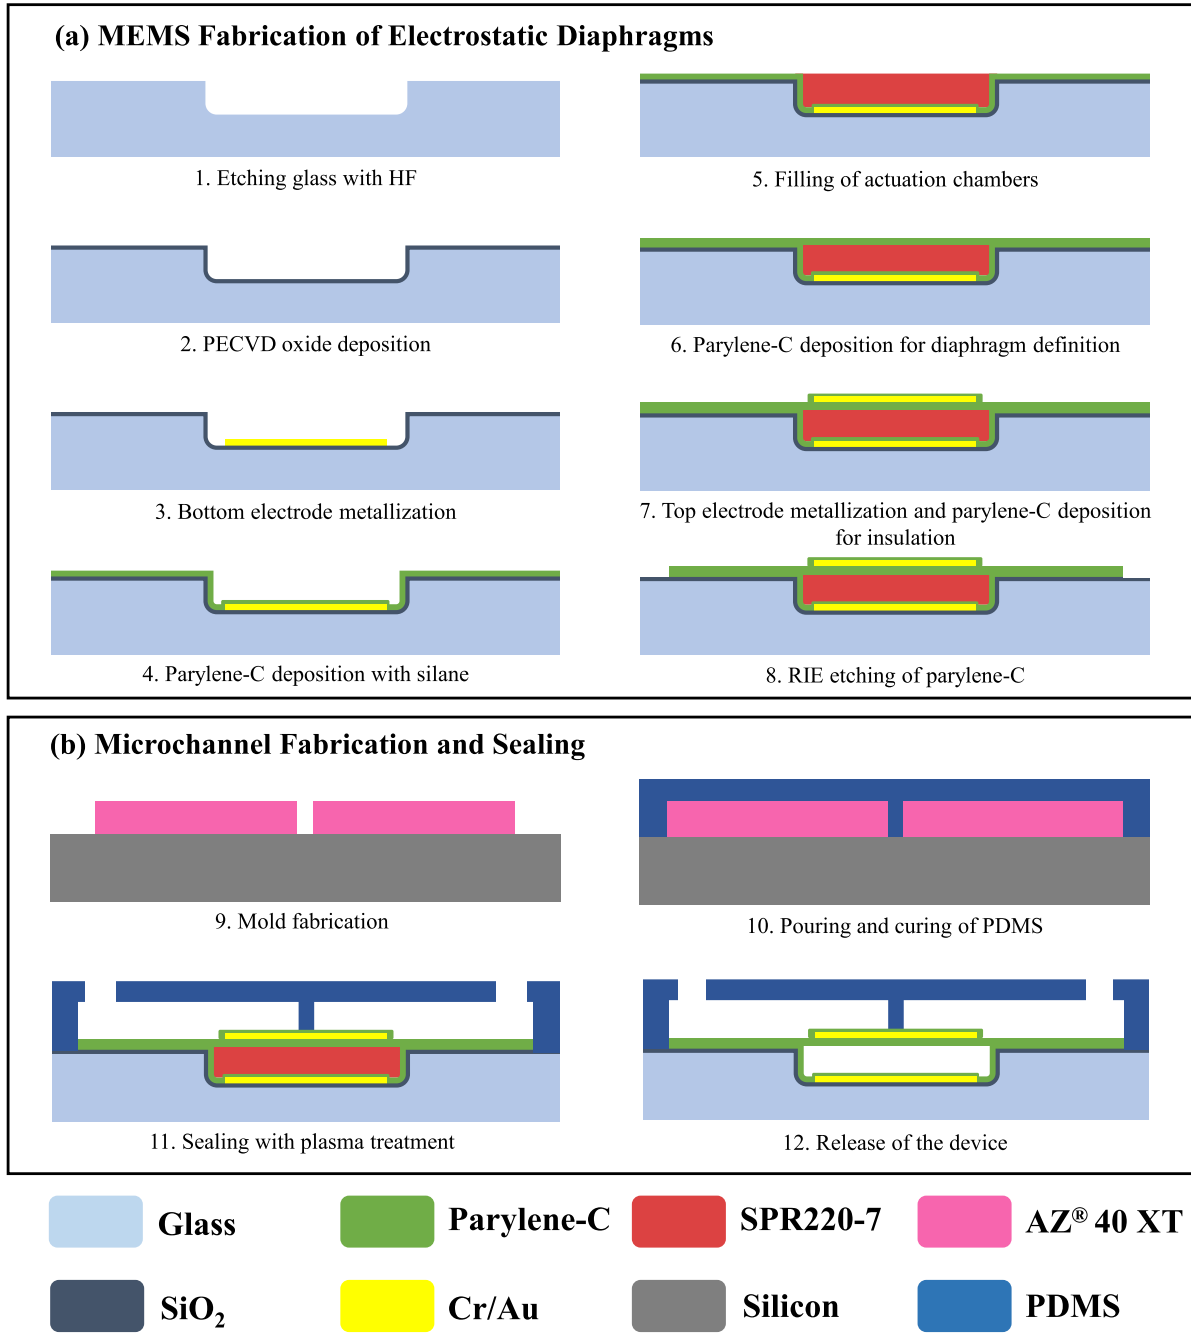 (a) MEMS Fabrication of Electrostatic Diaphragms
1. Etching glass with HF
2. PECVD oxide deposition
3. Bottom electrode metallization
4. Parylene-C deposition with silane
5. Filling of actuation chambers
6. Parylene-C deposition for diaphragm definition
7. Top electrode metallization and parylene-C deposition
for insulation
8. RIE etching of parylene-C
(b) Microchannel Fabrication and Sealing
9. Mold fabrication
10. Pouring and curing of PDMS
11. Sealing with plasma treatment
12. Release of the device
Glass
Parylene-C
SPR220-7
AZ® 40 XT
SiO₂
Cr/Au
Silicon
PDMS